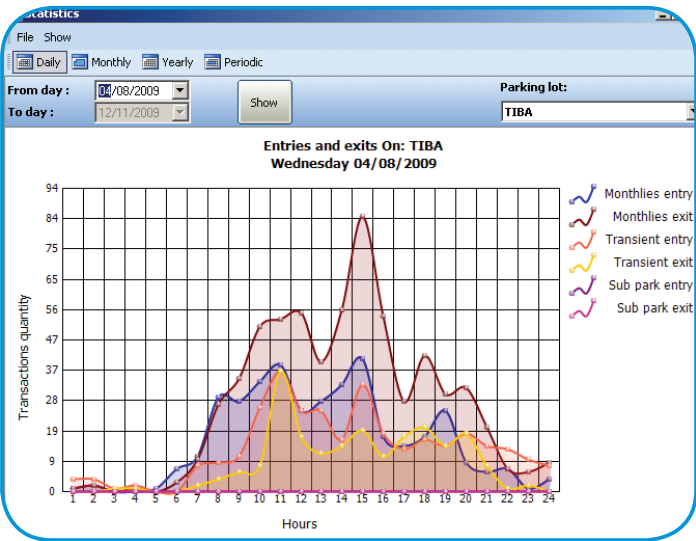 Statistics
File Show
Daily Monthly Yearly Periodic
From day : 04/08/2009 Show Parking lot:
To day : 12/11/2009 TIBA
Entries and exits On: TIBA
Wednesday 04/08/2009
94
84
75
65
56
47
37
28
19
9
0
Transactions quantity
1 2 3 4 5 6 7 8 9 10 11 12 13 14 15 16 17 18 19 20 21 22 23 24
Hours
Monthlies entry
Monthlies exit
Transient entry
Transient exit
Sub park entry
Sub park exit